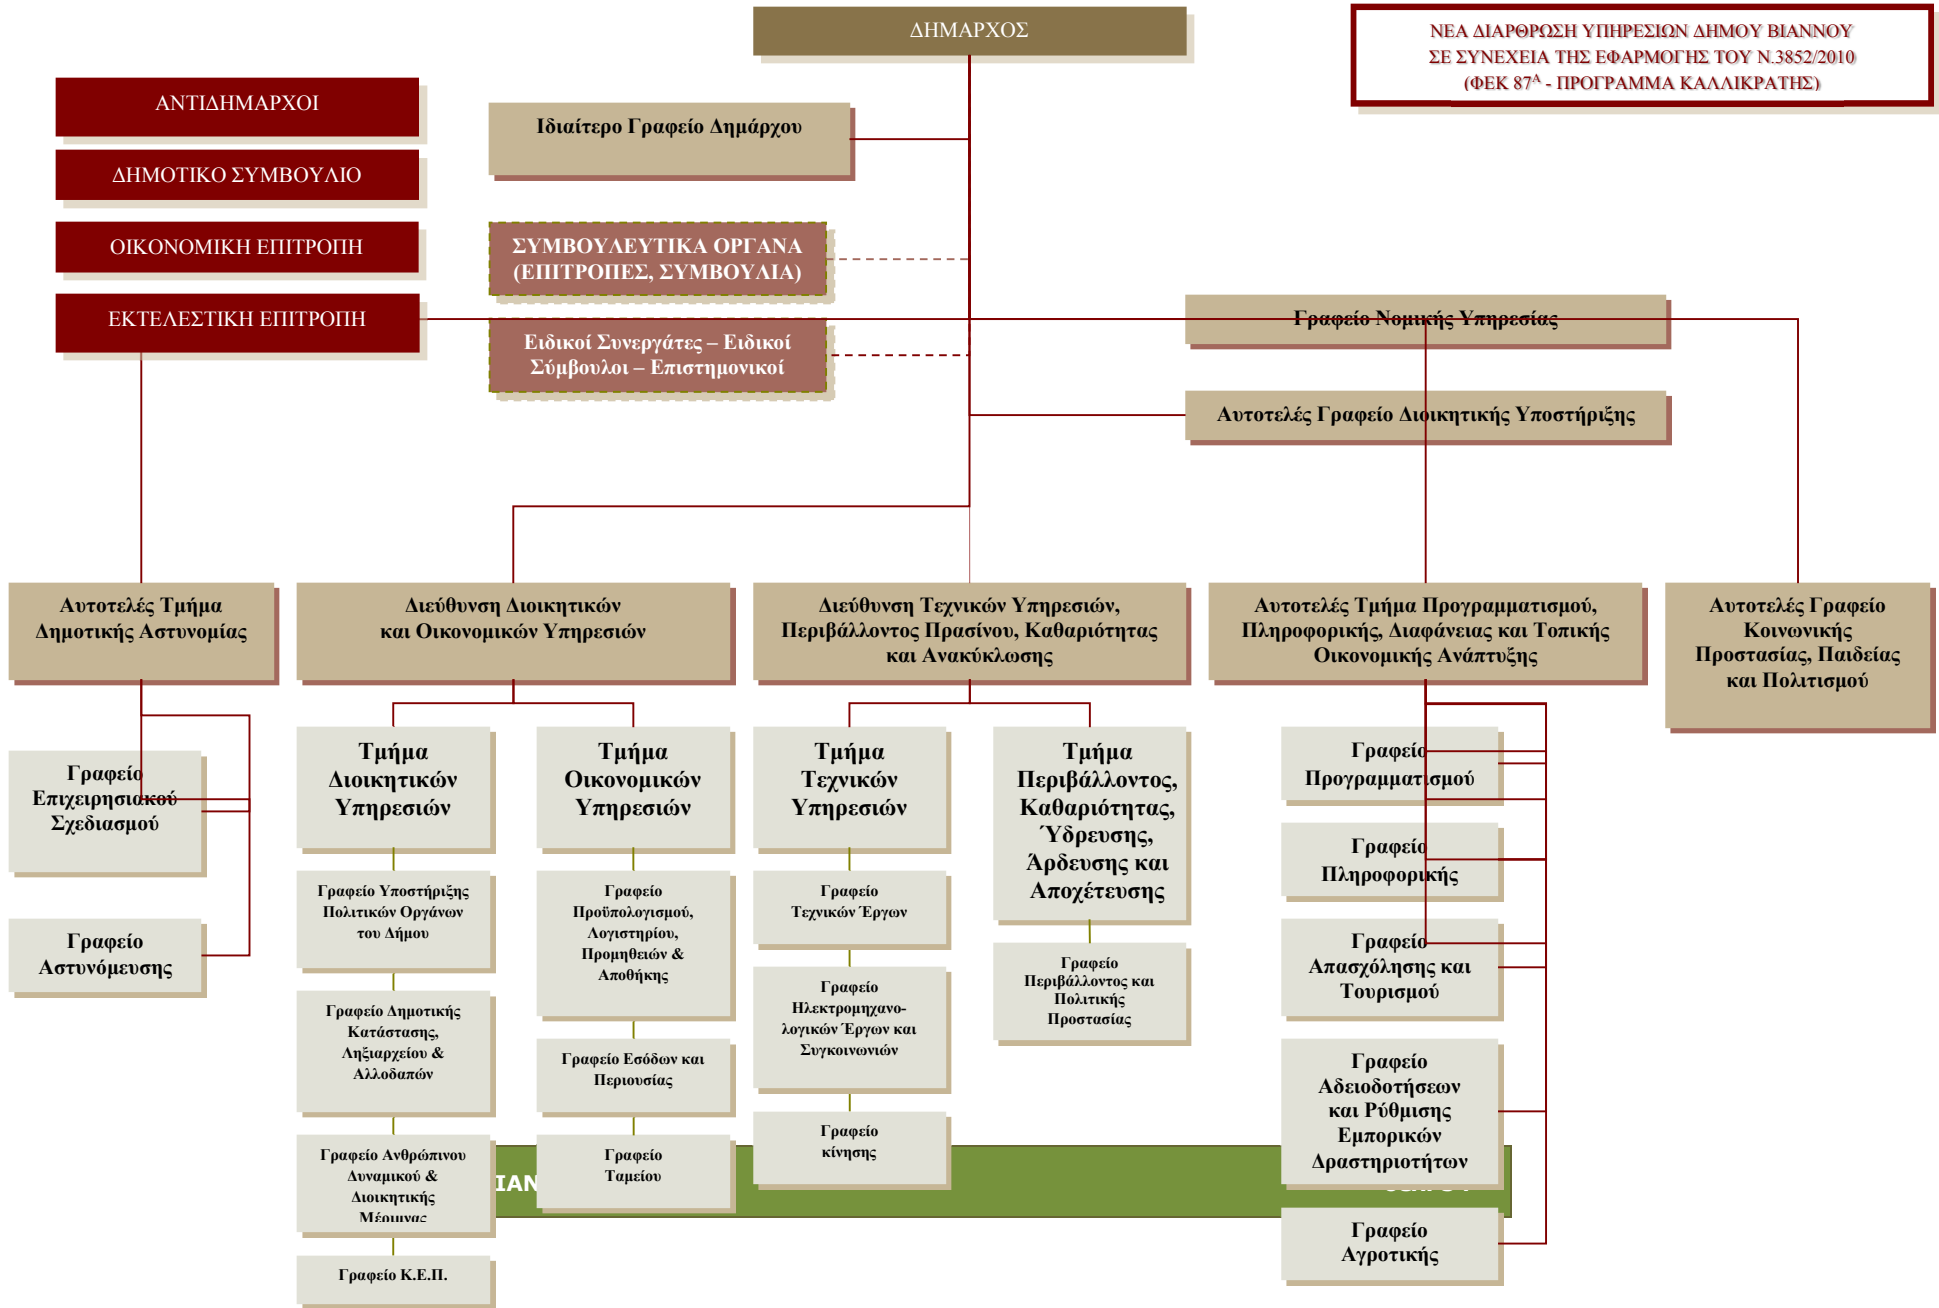 ΔΗΜΑΡΧΟΣ
ΝΕΑ ΔΙΑΡΘΡΩΣΗ ΥΠΗΡΕΣΙΩΝ ΔΗΜΟΥ ΒΙΑΝΝΟΥ
ΣΕ ΣΥΝΕΧΕΙΑ ΤΗΣ ΕΦΑΡΜΟΓΗΣ ΤΟΥ Ν.3852/2010
(ΦΕΚ 87Α - ΠΡΟΓΡΑΜΜΑ ΚΑΛΛΙΚΡΑΤΗΣ)
ΑΝΤΙΔΗΜΑΡΧΟΙ
ΔΗΜΟΤΙΚΟ ΣΥΜΒΟΥΛΙΟ
ΟΙΚΟΝΟΜΙΚΗ ΕΠΙΤΡΟΠΗ
ΕΚΤΕΛΕΣΤΙΚΗ ΕΠΙΤΡΟΠΗ
Ιδιαίτερο Γραφείο Δημάρχου
ΣΥΜΒΟΥΛΕΥΤΙΚΑ ΟΡΓΑΝΑ
(ΕΠΙΤΡΟΠΕΣ, ΣΥΜΒΟΥΛΙΑ)
Ειδικοί Συνεργάτες – Ειδικοί
Σύμβουλοι – Επιστημονικοί
Γραφείο Νομικής Υπηρεσίας
Αυτοτελές Γραφείο Διοικητικής Υποστήριξης
Αυτοτελές Τμήμα
Δημοτικής Αστυνομίας
Γραφείο
Επιχειρησιακού
Σχεδιασμού
Γραφείο
Αστυνόμευσης
Διεύθυνση Διοικητικών
και Οικονομικών Υπηρεσιών
Τμήμα
Διοικητικών
Υπηρεσιών
Γραφείο Υποστήριξης
Πολιτικών Οργάνων
του Δήμου
Γραφείο Δημοτικής
Κατάστασης,
Ληξιαρχείου &
Αλλοδαπών
Γραφείο Ανθρώπινου
Δυναμικού &
Διοικητικής
Μέριμνας
Γραφείο Κ.Ε.Π.
Τμήμα
Οικονομικών
Υπηρεσιών
Γραφείο
Προϋπολογισμού,
Λογιστηρίου,
Προμηθειών &
Αποθήκης
Γραφείο Εσόδων και
Περιουσίας
Γραφείο
Ταμείου
Διεύθυνση Τεχνικών Υπηρεσιών,
Περιβάλλοντος Πρασίνου, Καθαριότητας
και Ανακύκλωσης
Τμήμα
Τεχνικών
Υπηρεσιών
Γραφείο
Τεχνικών Έργων
Γραφείο
Ηλεκτρομηχανο-
λογικών Έργων και
Συγκοινωνιών
Γραφείο
κίνησης
Τμήμα
Περιβάλλοντος,
Καθαριότητας,
Ύδρευσης,
Άρδευσης και
Αποχέτευσης
Γραφείο
Περιβάλλοντος και
Πολιτικής
Προστασίας
Αυτοτελές Τμήμα Προγραμματισμού,
Πληροφορικής, Διαφάνειας και Τοπικής
Οικονομικής Ανάπτυξης
Γραφείο
Προγραμματισμού
Γραφείο
Πληροφορικής
Γραφείο
Απασχόλησης και
Τουρισμού
Γραφείο
Αδειοδοτήσεων
και Ρύθμισης
Εμπορικών
Δραστηριοτήτων
Γραφείο
Αγροτικής
Αυτοτελές Γραφείο
Κοινωνικής
Προστασίας, Παιδείας
και Πολιτισμού
ΙΑΝ